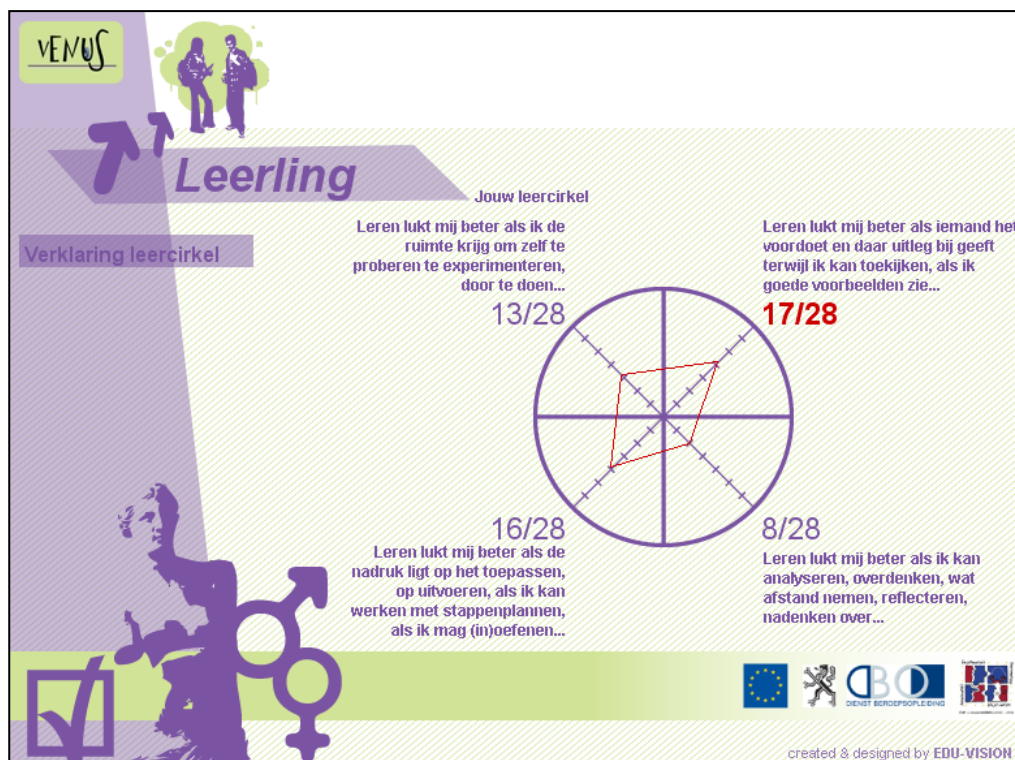 VENUS
Leerling
Jouw leercirkel
Verklaring leercirkel
Leren lukt mij beter als ik de
ruimte krijg om zelf te
proberen te experimenteren,
door te doen...
13/28
Leren lukt mij beter als iemand het
voordoet en daar uitleg bij geeft
terwijl ik kan toekijken, als ik
goede voorbeelden zie...
17/28
16/28
Leren lukt mij beter als de
nadruk ligt op het toepassen,
op uitvoeren, als ik kan
werken met stappenplannen,
als ik mag (in)oefenen...
8/28
Leren lukt mij beter als ik kan
analyseren, overdenken, wat
afstand nemen, reflecteren,
nadenken over...
DBO
DIENST BEROEPSOPLEIDING
created & designed by EDU-VISION